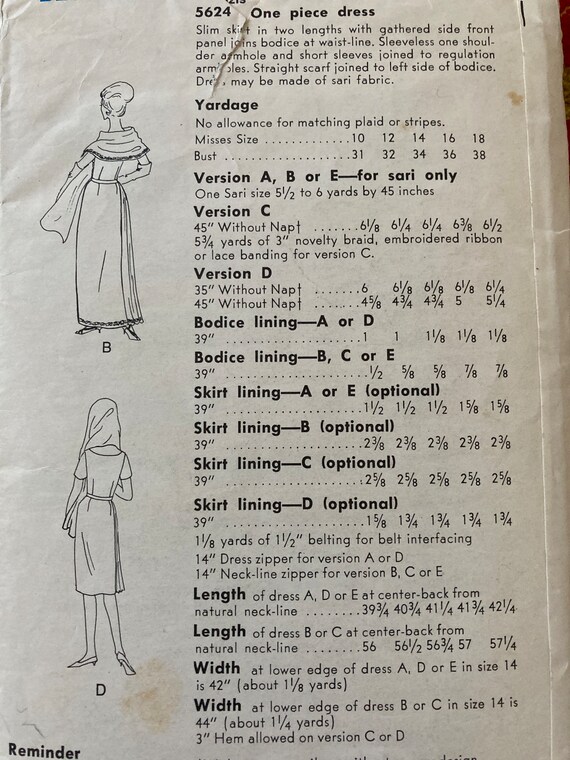 5624 One piece dress
Slim skirt in two lengths with gathered side front
panel joins bodice at waist-line. Sleeveless one shoul-
der armhole and short sleeves joined to regulation
armholes. Straight scarf joined to left side of bodice.
Dress may be made of sari fabric.
Yardage
No allowance for matching plaid or stripes.
Misses Size ................10 12 14 16 18
Bust ......................31 32 34 36 38
Version A, B or E—for sari only
One Sari size 5½ to 6 yards by 45 inches
Version C
45" Without Nap† .......6⅛ 6¼ 6¼ 6⅜ 6½
5¾ yards of 3" novelty braid, embroidered ribbon
or lace banding for version C.
Version D
35" Without Nap† .......6 6⅛ 6⅛ 6⅛ 6¼
45" Without Nap† .......4⅝ 4¾ 4¾ 5 5¼
Bodice lining—A or D
39" ....................1 1 1⅛ 1⅛ 1⅛
Bodice lining—B, C or E
39" ....................½ ⅝ ⅝ ⅞ ⅞
Skirt lining—A or E (optional)
39" ....................1½ 1½ 1½ 1⅝ 1⅝
Skirt lining—B (optional)
39" ....................2⅜ 2⅜ 2⅜ 2⅜ 2⅜
Skirt lining—C (optional)
39" ....................2⅝ 2⅝ 2⅝ 2⅝ 2⅝
Skirt lining—D (optional)
39" ....................1⅝ 1¾ 1¾ 1¾ 1¾
1⅛ yards of 1½" belting for belt interfacing
14" Dress zipper for version A or D
14" Neck-line zipper for version B, C or E
Length of dress A, D or E at center-back from
natural neck-line ........39¾ 40¾ 41¼ 41¾ 42¼
Length of dress B or C at center-back from
natural neck-line ........56 56½ 56¾ 57 57¼
Width at lower edge of dress A, D or E in size 14
is 42" (about 1⅛ yards)
Width at lower edge of dress B or C in size 14 is
44" (about 1¼ yards)
3" Hem allowed on version C or D
B
D
Reminder